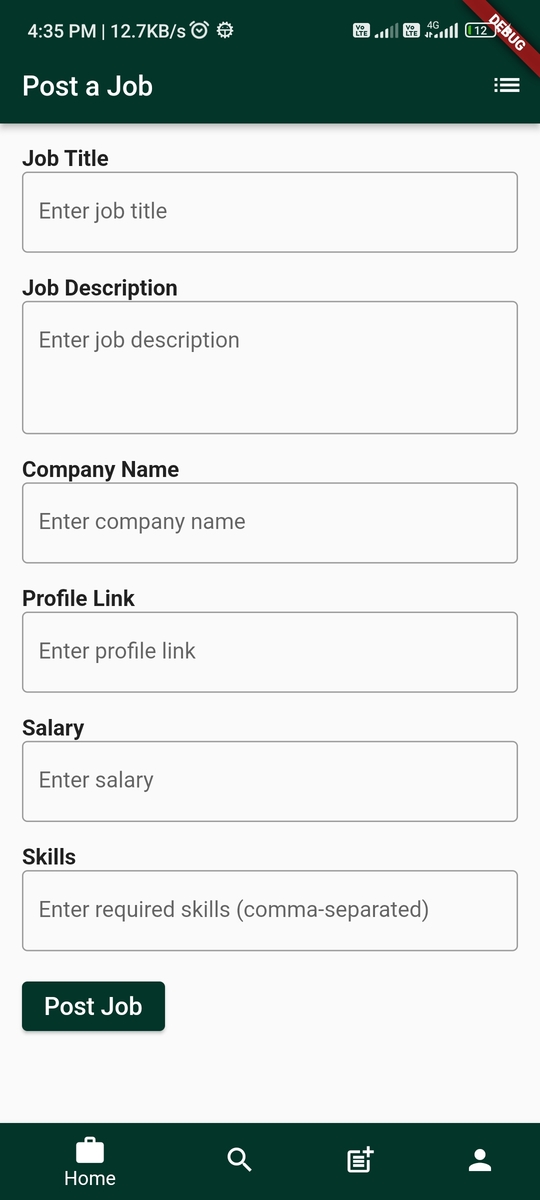 4:35 PM | 12.7KB/s
Vo LTE
Vo LTE
4G
12
DEBUG
Post a Job
Job Title
Enter job title
Job Description
Enter job description
Company Name
Enter company name
Profile Link
Enter profile link
Salary
Enter salary
Skills
Enter required skills (comma-separated)
Post Job
Home